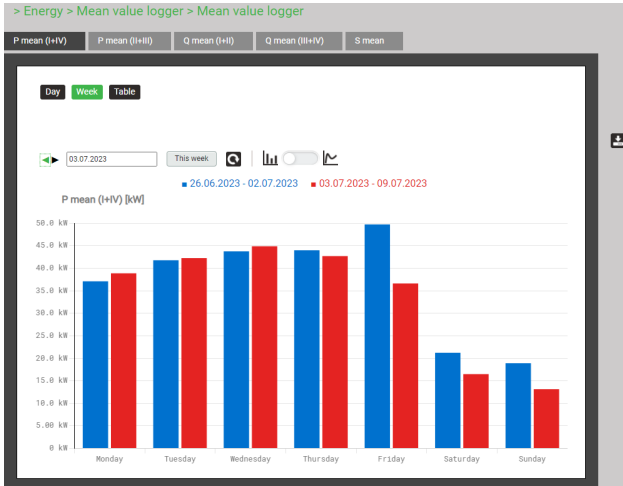 > Energy > Mean value logger > Mean value logger
P mean (I+IV) P mean (II+III) Q mean (I+II) Q mean (III+IV) S mean
Day Week Table
03.07.2023 This week
26.06.2023 - 02.07.2023 03.07.2023 - 09.07.2023
P mean (I+IV) [kW]
50.0 kW
45.0 kW
40.0 kW
35.0 kW
30.0 kW
25.0 kW
20.0 kW
15.0 kW
10.0 kW
5.00 kW
0 kW
Monday Tuesday Wednesday Thursday Friday Saturday Sunday